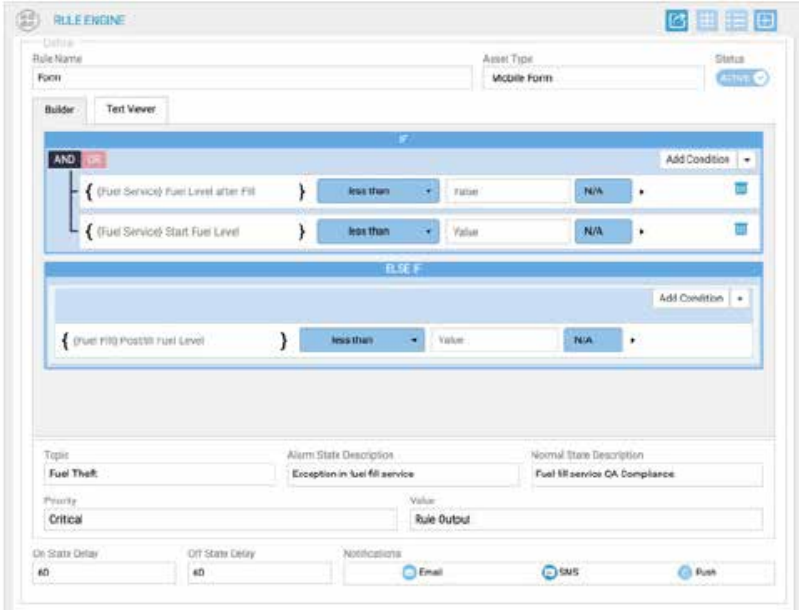 RULE ENGINE
Define
Rule Name Asset Type Status
Form Mobile Form ACTIVE
Builder Text Viewer
IF
AND OR Add Condition
{ (Fuel Service) Fuel Level after Fill } less than Value N/A
{ (Fuel Service) Start Fuel Level } less than Value N/A
ELSE IF
Add Condition
{ (Fuel Fill) Postfill Fuel Level } less than Value N/A
Topic Alarm State Description Normal State Description
Fuel Theft Exception in fuel fill service Fuel fill service QA Compliance
Priority Value
Critical Rule Output
On State Delay Off State Delay Notifications
60 60 Email SMS Push